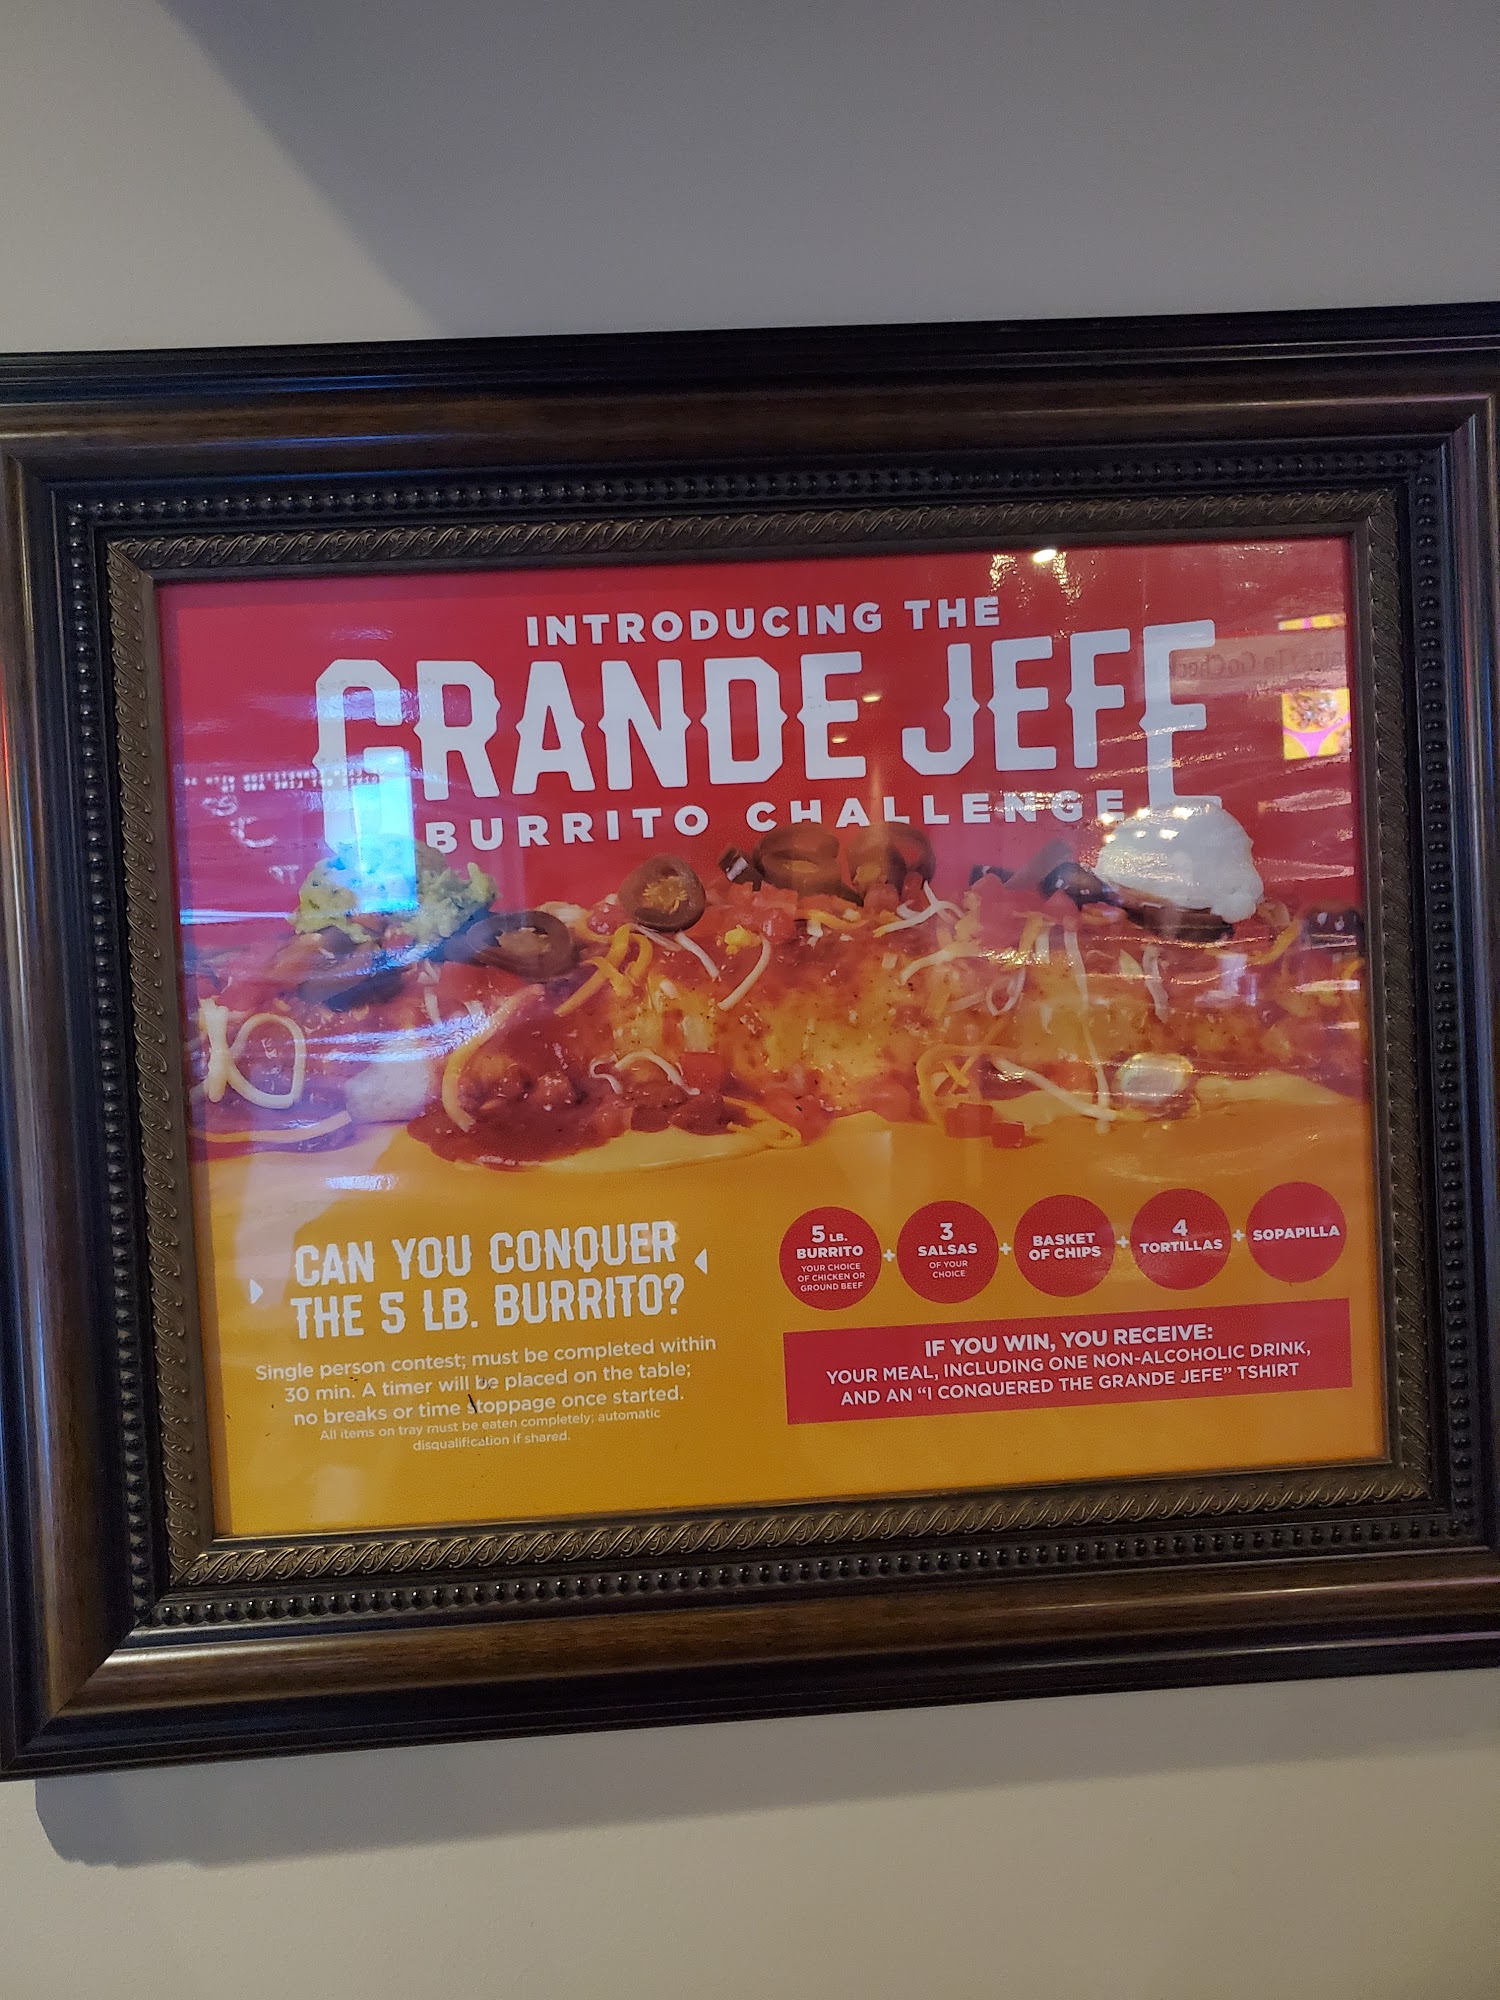 INTRODUCING THE
GRANDE JEFE
BURRITO CHALLENGE
CAN YOU CONQUER
THE 5 LB. BURRITO?
Single person contest; must be completed within
30 min. A timer will be placed on the table;
no breaks or time stoppage once started.
All items on tray must be eaten completely; automatic
disqualification if shared.
5 LB.
BURRITO
YOUR CHOICE
OF CHICKEN OR
GROUND BEEF
+
3
SALSAS
OF YOUR
CHOICE
+
BASKET
OF CHIPS
+
4
TORTILLAS
+
SOPAPILLA
IF YOU WIN, YOU RECEIVE:
YOUR MEAL, INCLUDING ONE NON-ALCOHOLIC DRINK,
AND AN “I CONQUERED THE GRANDE JEFE” TSHIRT